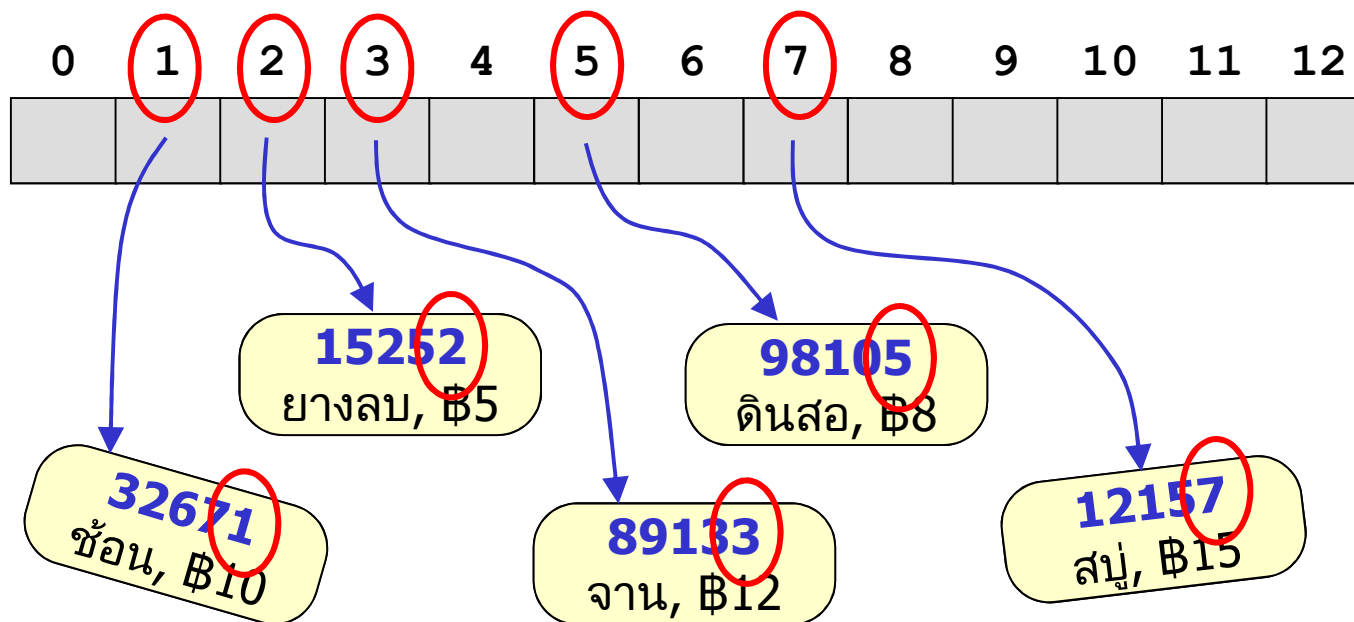 0 1 2 3 4 5 6 7 8 9 10 11 12
15252
ยางลบ, ฿5
98105
ดินสอ, ฿8
32671
ช้อน, ฿10
89133
จาน, ฿12
12157
สบู่, ฿15